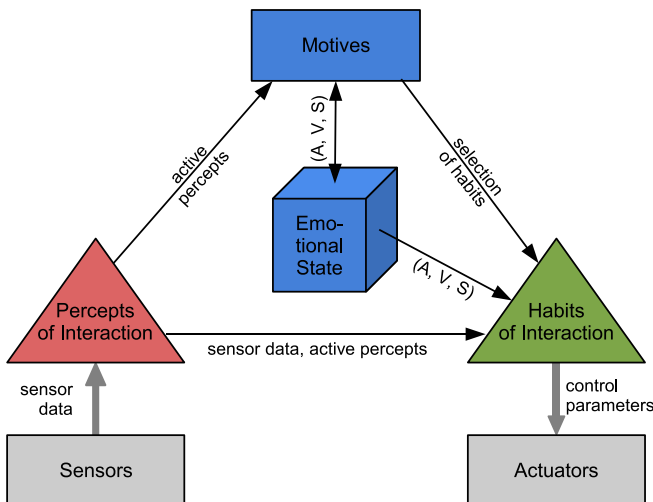 Motives
(A, V, S)
active
percepts
selection
of habits
Emo-
tional
State
(A, V, S)
Percepts
of Interaction
Habits
of Interaction
sensor data, active percepts
sensor
data
control
parameters
Sensors
Actuators